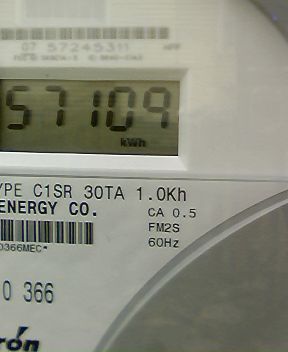 07 57245311
57109
kWh
YPE C1SR 30TA 1.0Kh
ENERGY CO.
CA 0.5
FM2S
60Hz
0366MEC*
0 366
rón